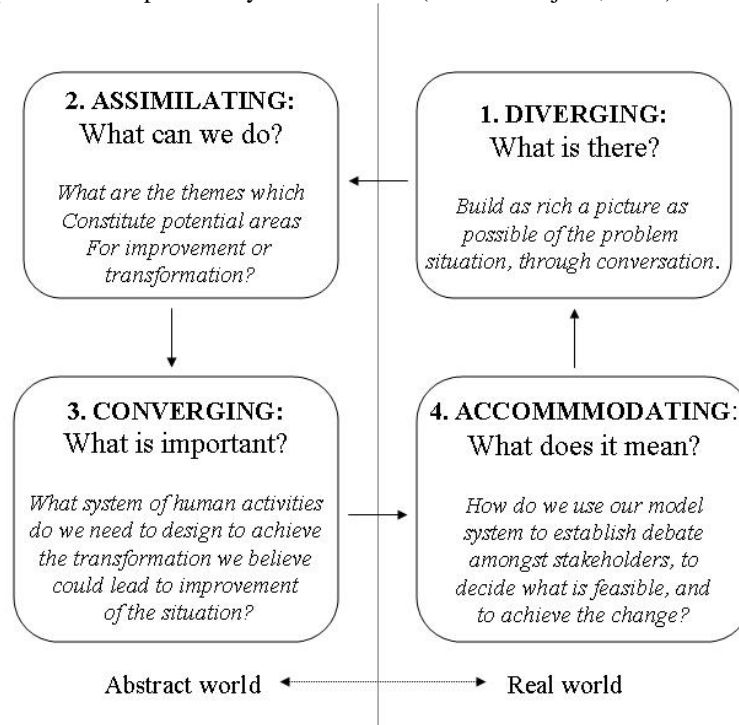 2. ASSIMILATING:
What can we do?
What are the themes which
Constitute potential areas
For improvement or
transformation?
1. DIVERGING:
What is there?
Build as rich a picture as
possible of the problem
situation, through conversation.
3. CONVERGING:
What is important?
What system of human activities
do we need to design to achieve
the transformation we believe
could lead to improvement
of the situation?
4. ACCOMMMODATING:
What does it mean?
How do we use our model
system to establish debate
amongst stakeholders, to
decide what is feasible, and
to achieve the change?
Abstract world
Real world